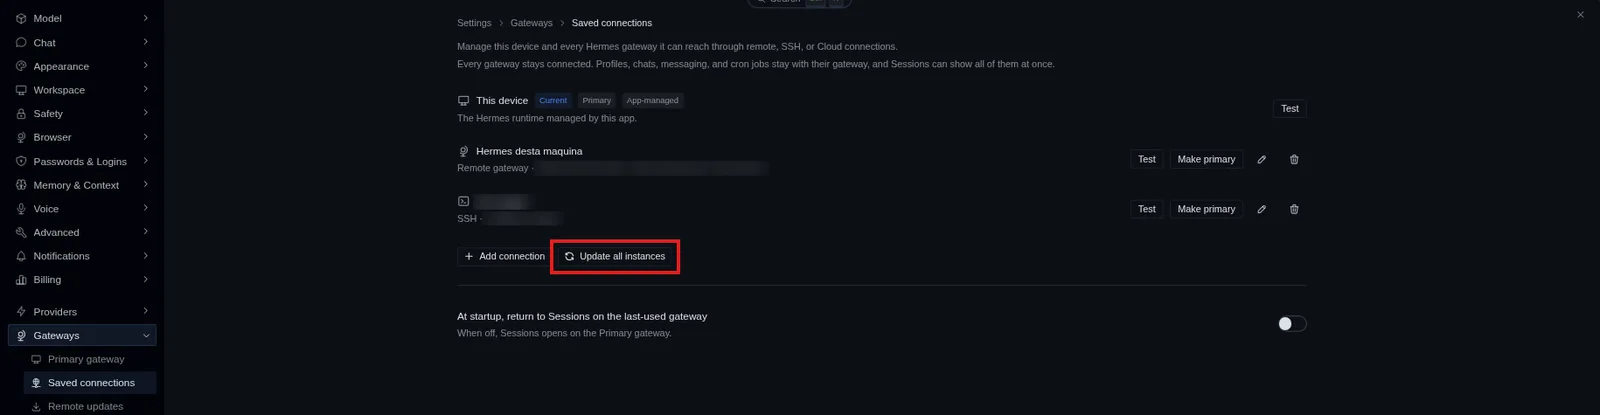 Search
Model
Chat
Appearance
Workspace
Safety
Browser
Passwords & Logins
Memory & Context
Voice
Advanced
Notifications
Billing
Providers
Gateways
Primary gateway
Saved connections
Remote updates
Settings > Gateways > Saved connections
Manage this device and every Hermes gateway it can reach through remote, SSH, or Cloud connections.
Every gateway stays connected. Profiles, chats, messaging, and cron jobs stay with their gateway, and Sessions can show all of them at once.
This device Current Primary App-managed
The Hermes runtime managed by this app.
Test
Hermes desta maquina
Remote gateway ·
Test Make primary
SSH ·
Test Make primary
+ Add connection Update all instances
At startup, return to Sessions on the last-used gateway
When off, Sessions opens on the Primary gateway.